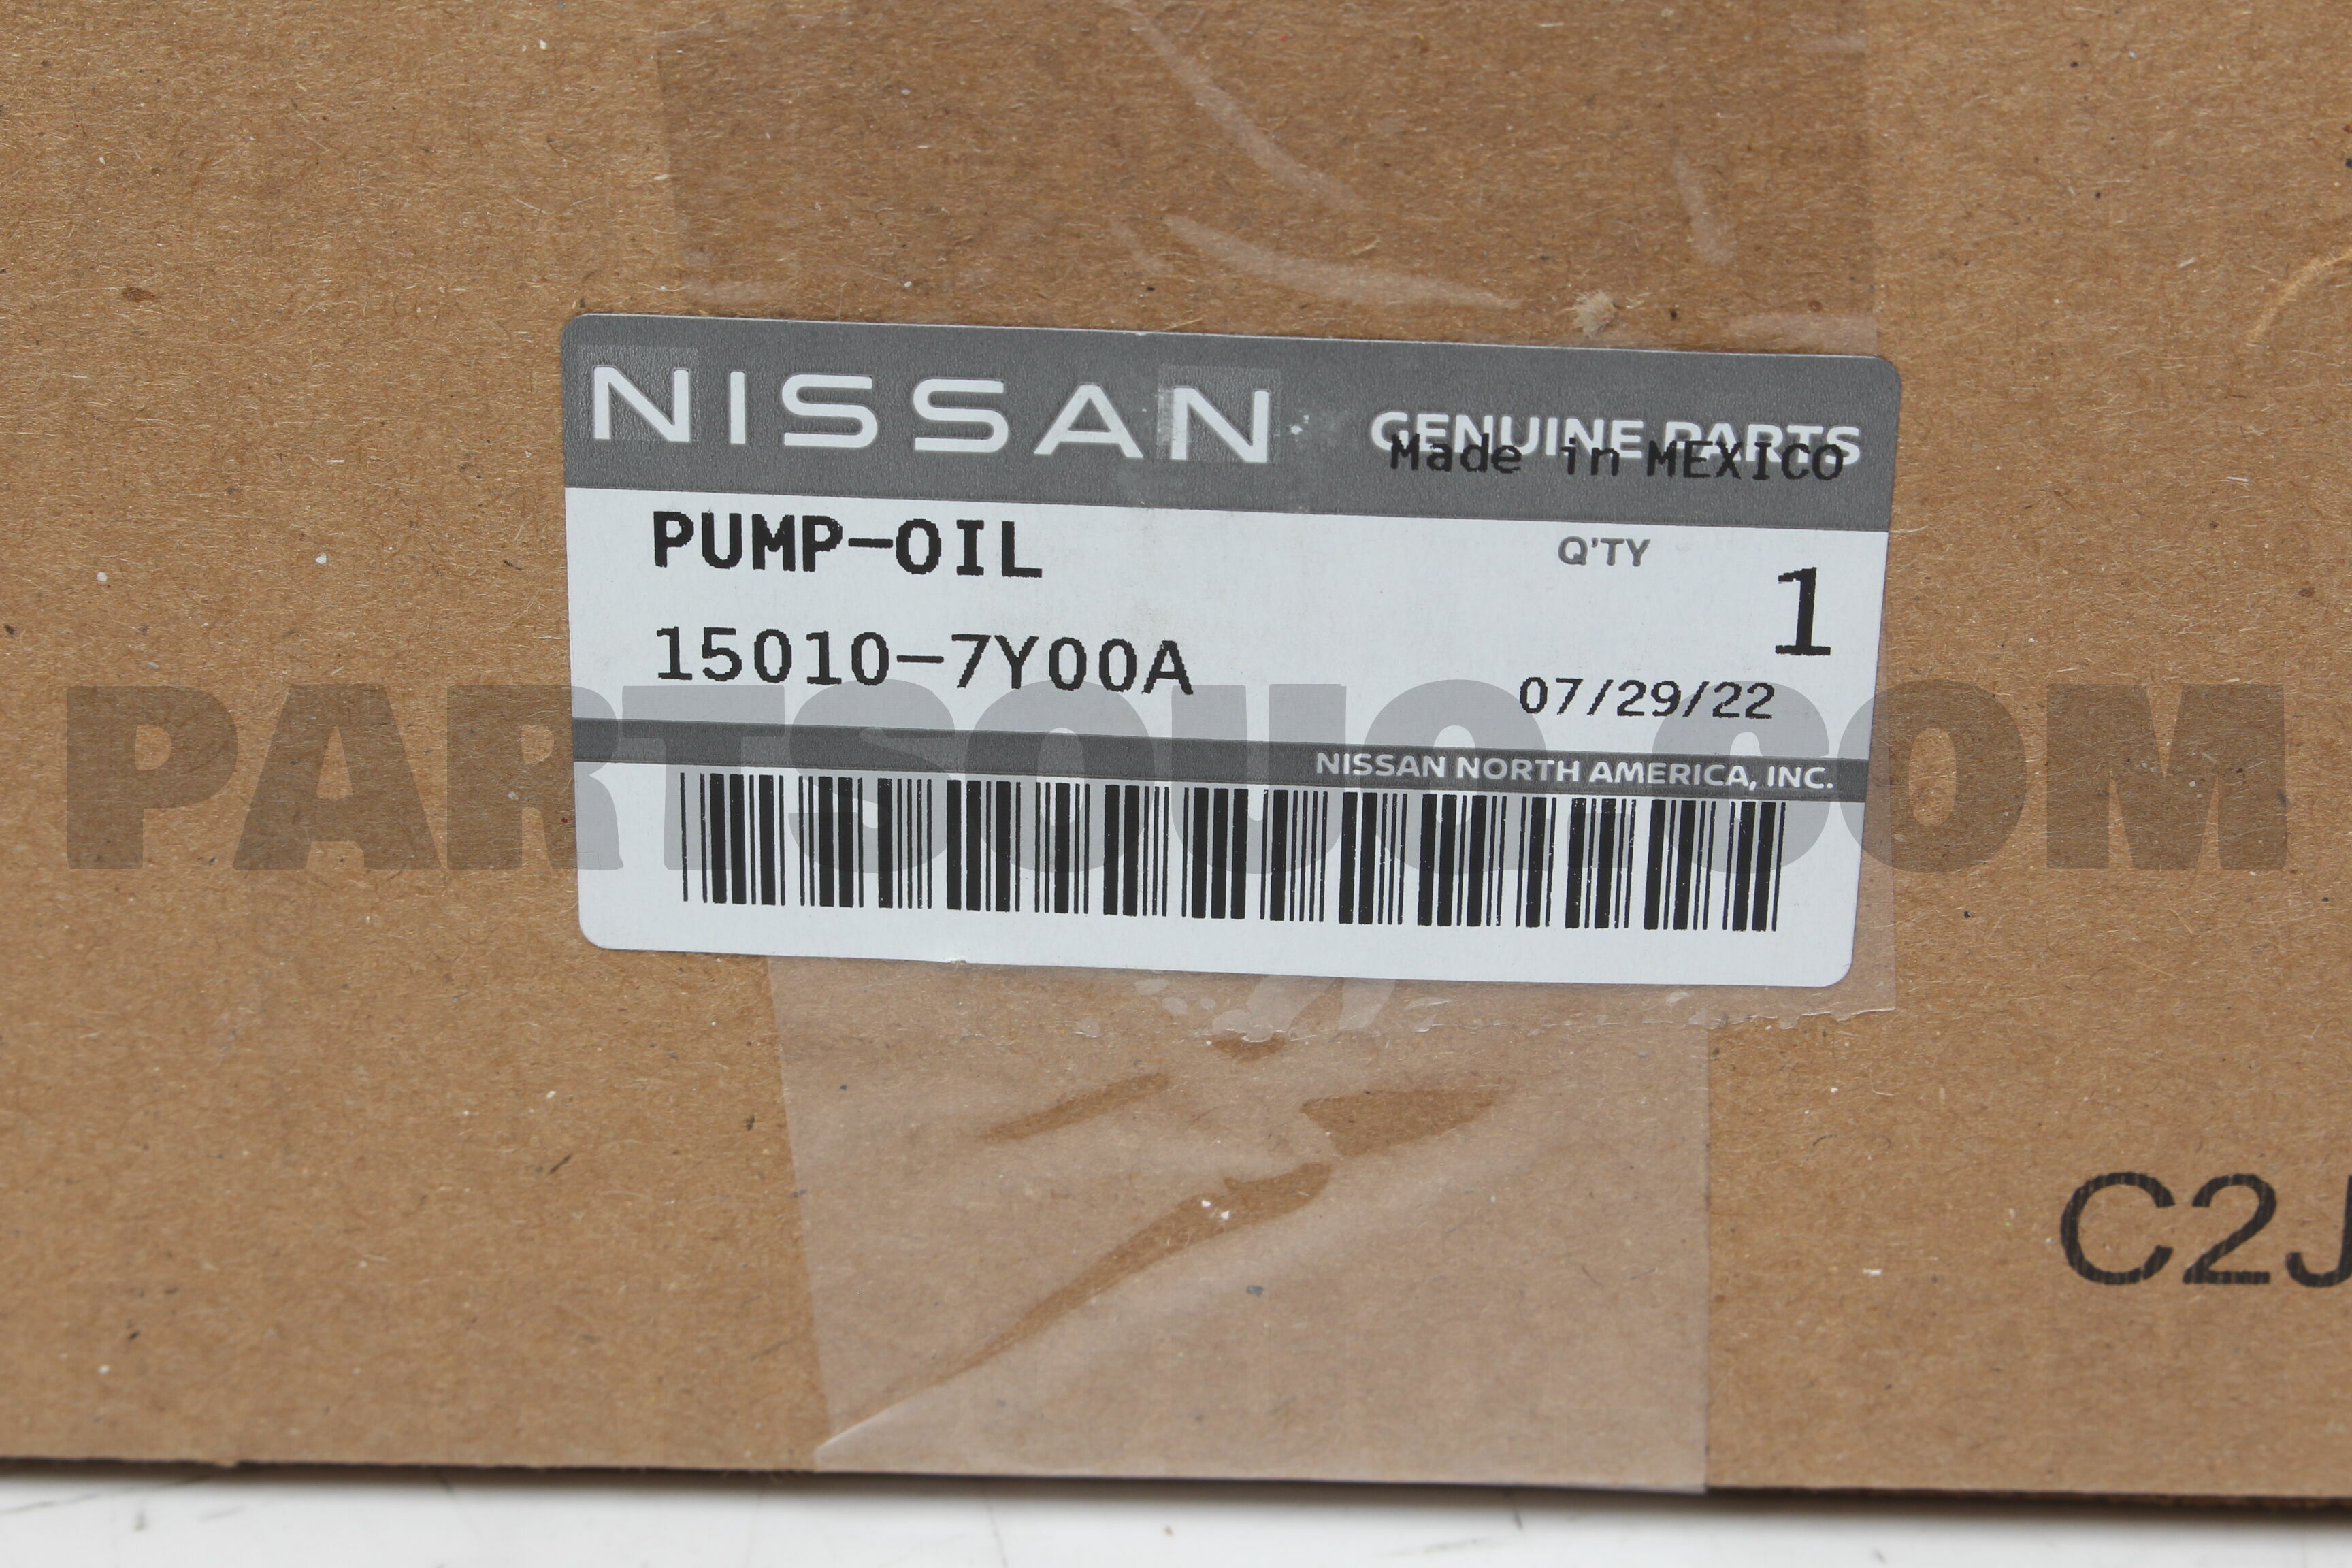 NISSAN GENUINE PARTS
Made in MEXICO
PUMP-OIL
Q'TY
1
15010-7Y00A
07/29/22
NISSAN NORTH AMERICA, INC.
PARTSOUQ.COM
C2J